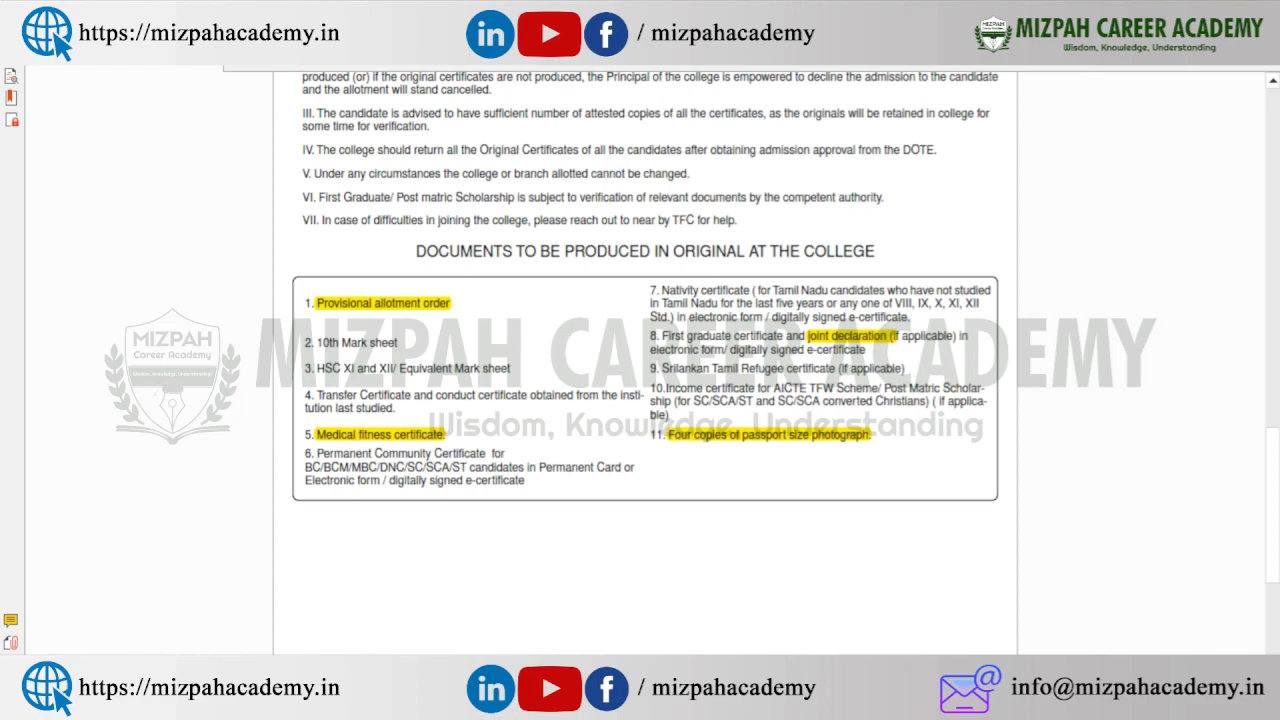 https://mizpahacademy.in
in
f
/ mizpahacademy
MIZPAH CAREER ACADEMY
Wisdom, Knowledge, Understanding
produced (or) if the original certificates are not produced, the Principal of the college is empowered to decline the admission to the candidate
and the allotment will stand cancelled.
III. The candidate is advised to have sufficient number of attested copies of all the certificates, as the originals will be retained in college for
some time for verification.
IV. The college should return all the Original Certificates of all the candidates after obtaining admission approval from the DOTE.
V. Under any circumstances the college or branch allotted cannot be changed.
VI. First Graduate/ Post matric Scholarship is subject to verification of relevant documents by the competent authority.
VII. In case of difficulties in joining the college, please reach out to near by TFC for help.
DOCUMENTS TO BE PRODUCED IN ORIGINAL AT THE COLLEGE
1. Provisional allotment order
2. 10th Mark sheet
3. HSC XI and XII/ Equivalent Mark sheet
4. Transfer Certificate and conduct certificate obtained from the insti-
tution last studied.
5. Medical fitness certificate.
6. Permanent Community Certificate for
BC/BCM/MBC/DNC/SC/SCA/ST candidates in Permanent Card or
Electronic form / digitally signed e-certificate
7. Nativity certificate ( for Tamil Nadu candidates who have not studied
in Tamil Nadu for the last five years or any one of VIII, IX, X, XI, XII
Std.) in electronic form / digitally signed e-certificate.
8. First graduate certificate and joint declaration (if applicable) in
electronic form/ digitally signed e-certificate
9. Srilankan Tamil Refugee certificate (if applicable)
10.Income certificate for AICTE TFW Scheme/ Post Matric Scholar-
ship (for SC/SCA/ST and SC/SCA converted Christians) ( if applica-
ble)
11. Four copies of passport size photograph.
MIZPAH
Career Academy
Wisdom, Knowledge, Understanding
MIZPAH CAREER ACADEMY
Wisdom, Knowledge, Understanding
https://mizpahacademy.in
in
f
/ mizpahacademy
@
info@mizpahacademy.in